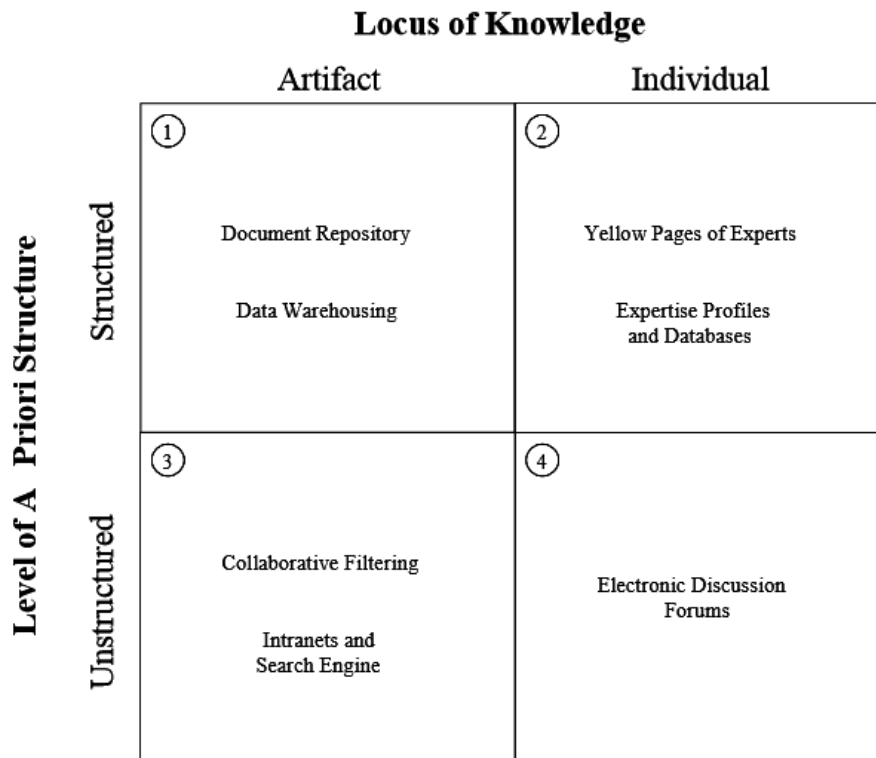 Locus of Knowledge
Artifact
Individual
Level of A Priori Structure
Structured
1
Document Repository
Data Warehousing
2
Yellow Pages of Experts
Expertise Profiles
and Databases
Unstructured
3
Collaborative Filtering
Intranets and
Search Engine
4
Electronic Discussion
Forums